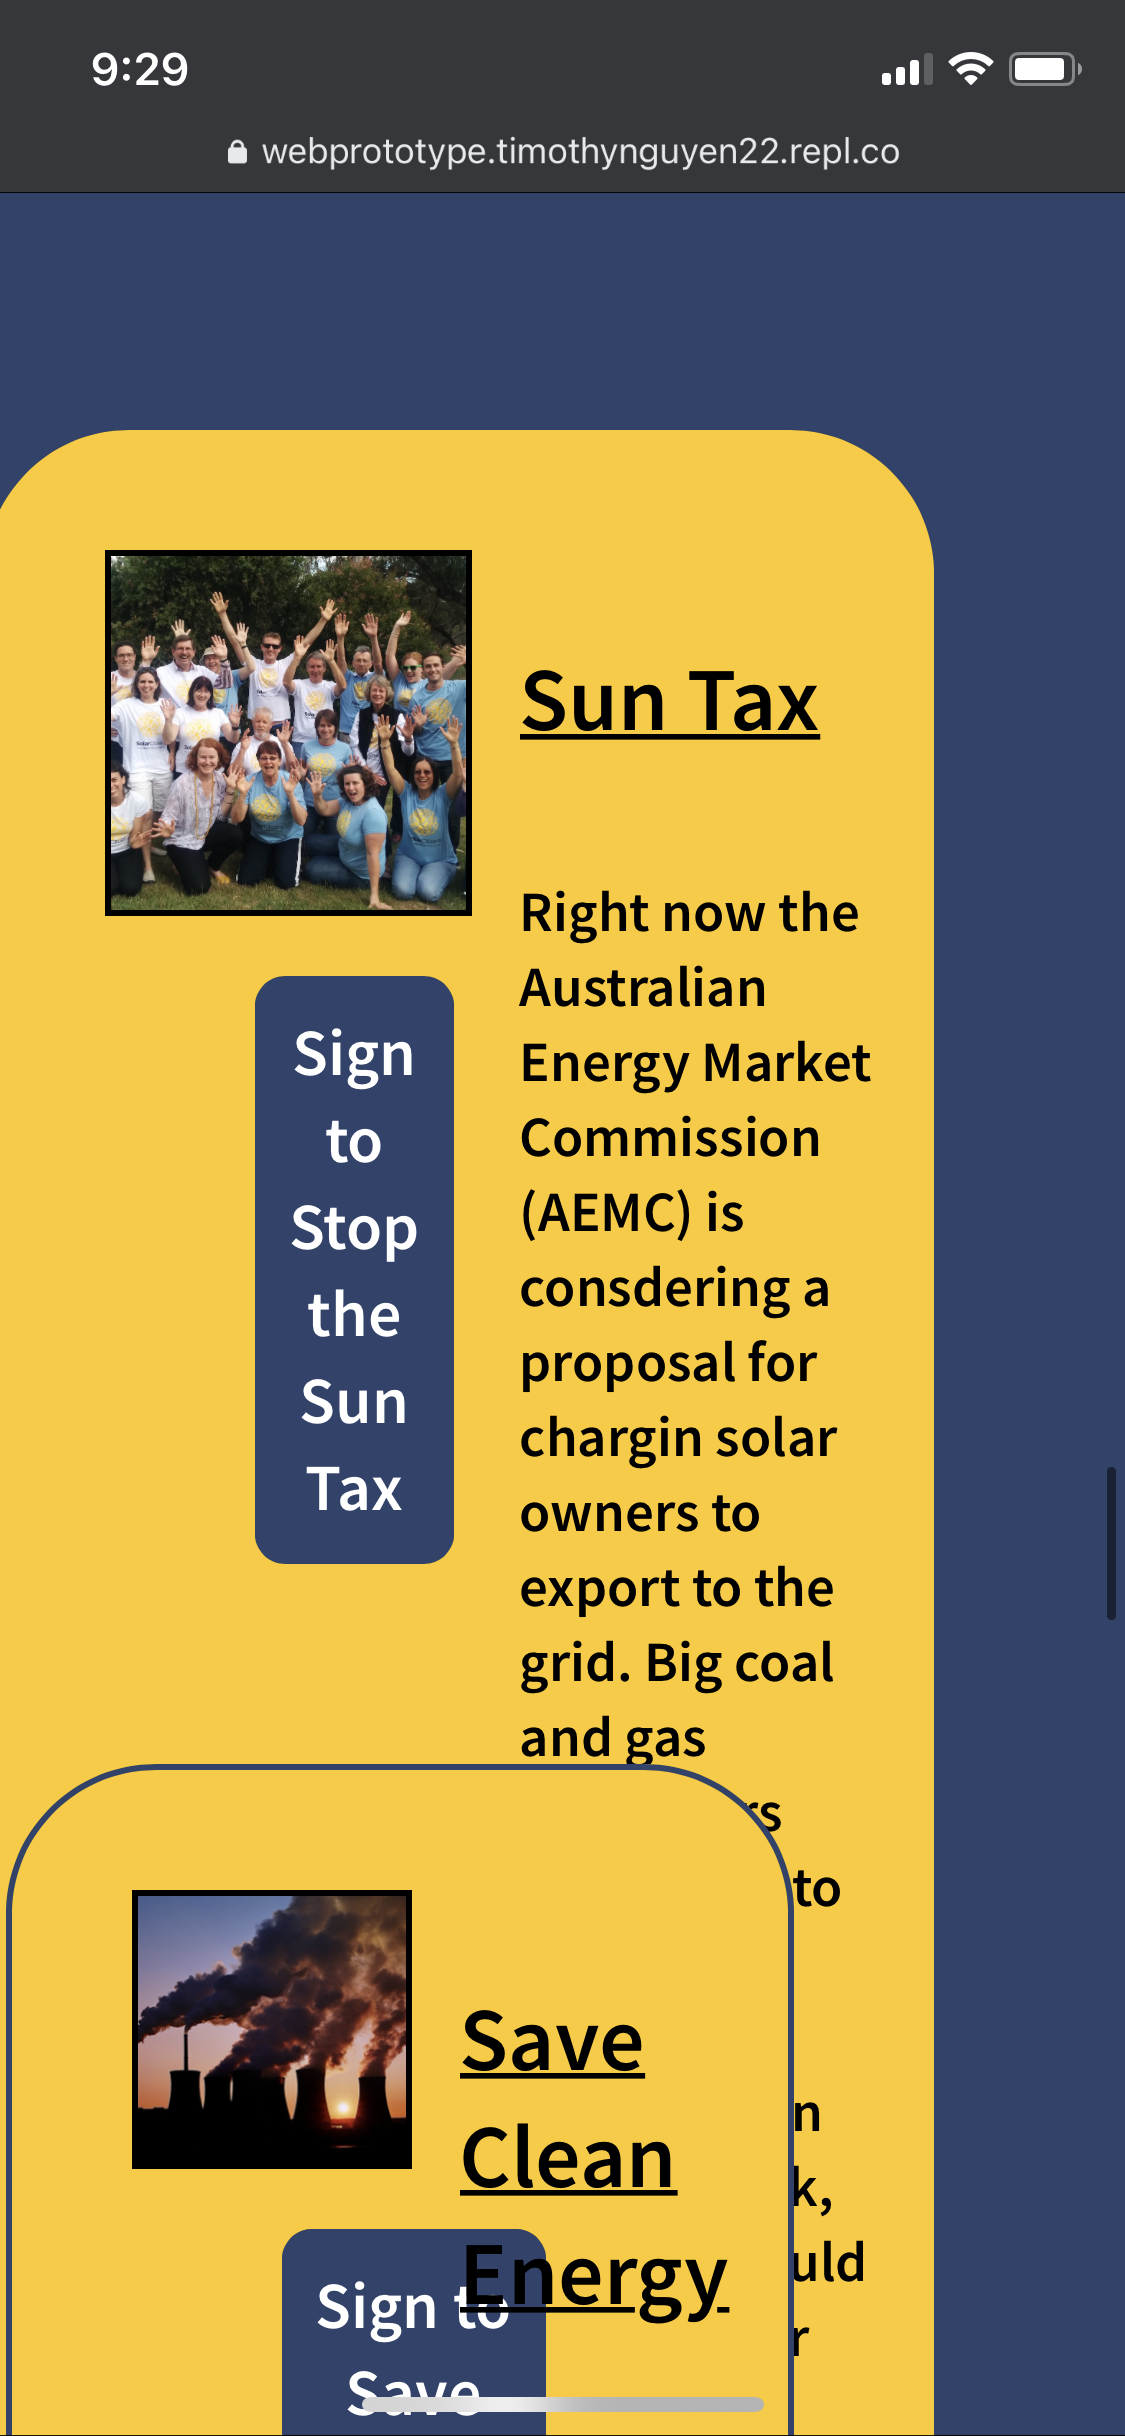 9:29
webprototype.timothynguyen22.repl.co
Sun Tax
Right now the
Australian
Energy Market
Commission
(AEMC) is
consdering a
proposal for
chargin solar
owners to
export to the
grid. Big coal
and gas
Sign
to
Stop
the
Sun
Tax
to
Save
Clean
Energy
Sign to
Save